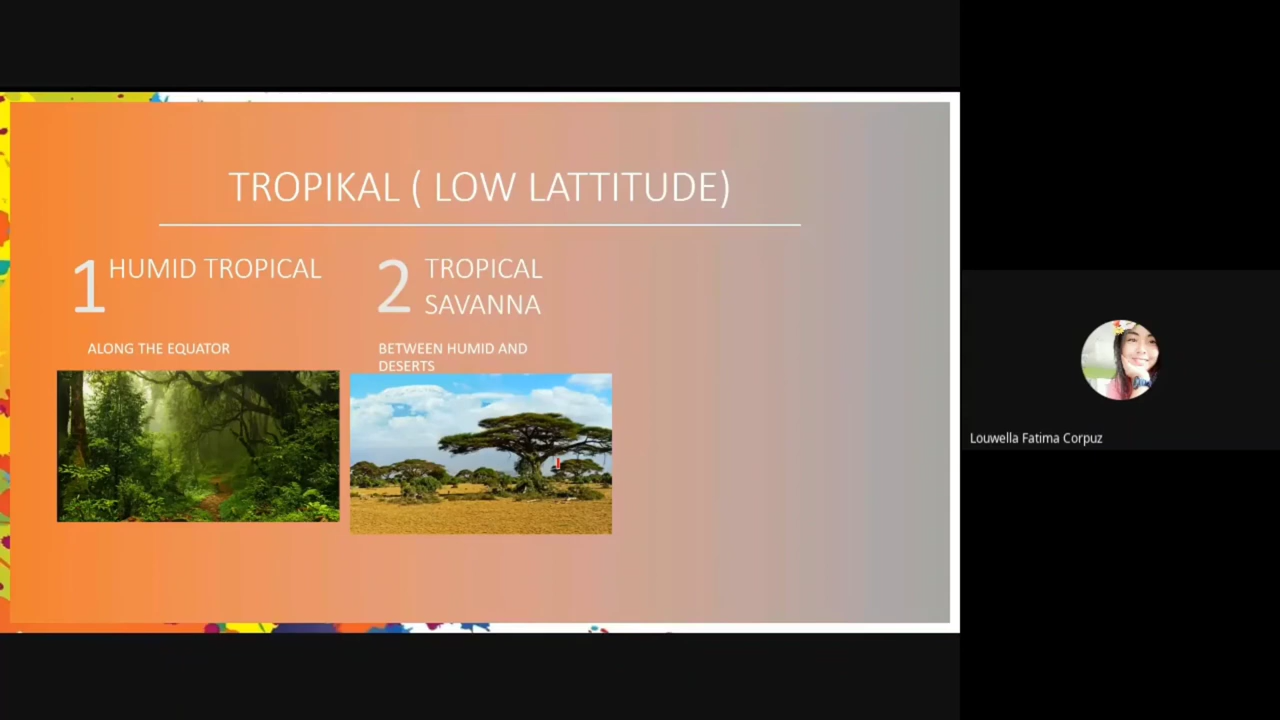 TROPIKAL ( LOW LATTITUDE)
1 HUMID TROPICAL
ALONG THE EQUATOR
2 TROPICAL
SAVANNA
BETWEEN HUMID AND
DESERTS
Louwella Fatima Corpuz